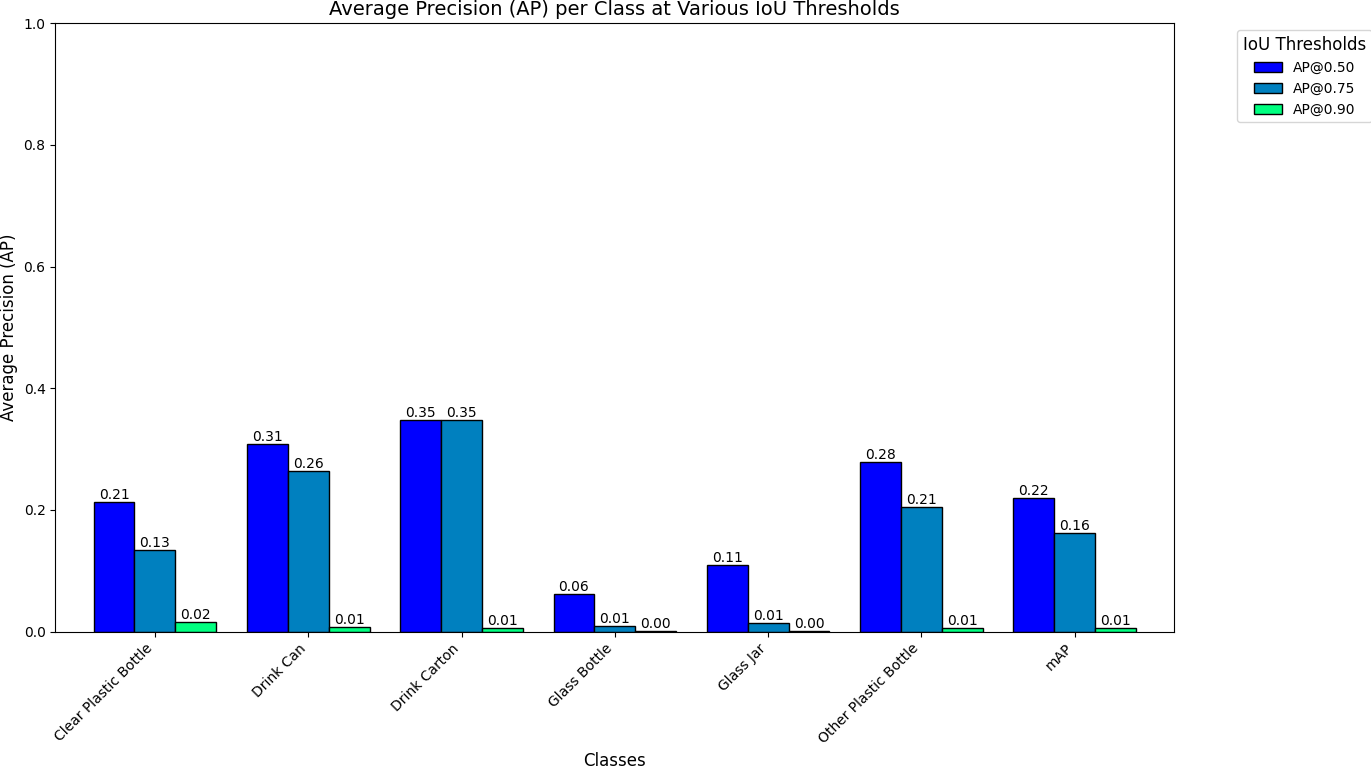 Average Precision (AP) per Class at Various IoU Thresholds
IoU Thresholds
AP@0.50
AP@0.75
AP@0.90
Average Precision (AP)
1.0
0.8
0.6
0.4
0.2
0.0
0.21
0.13
0.02
0.31
0.26
0.01
0.35
0.35
0.01
0.06
0.01
0.00
0.11
0.01
0.00
0.28
0.21
0.01
0.22
0.16
0.01
Clear Plastic Bottle
Drink Can
Drink Carton
Glass Bottle
Glass Jar
Other Plastic Bottle
mAP
Classes